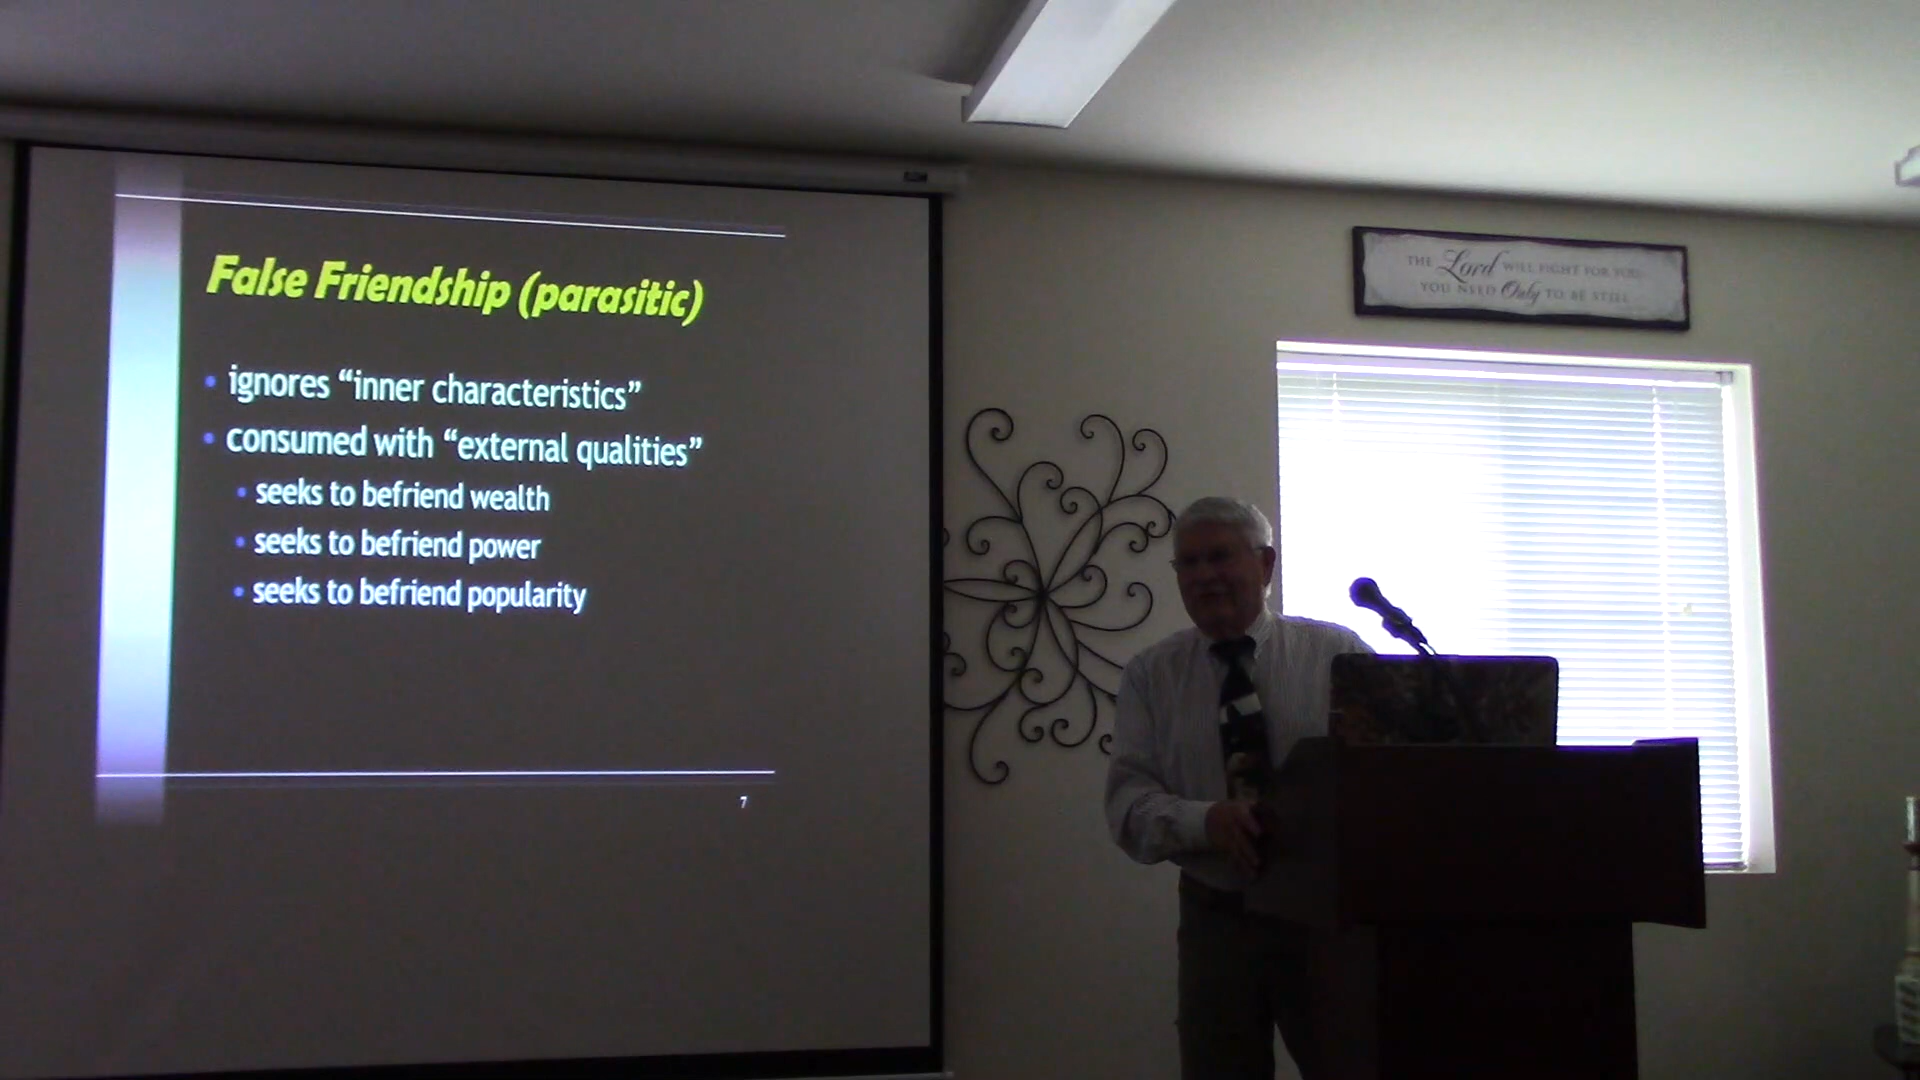 False Friendship (parasitic)
• ignores “inner characteristics”
• consumed with “external qualities”
• seeks to befriend wealth
• seeks to befriend power
• seeks to befriend popularity
7
THE Lord WILL FIGHT FOR YOU
YOU NEED Only TO BE STILL